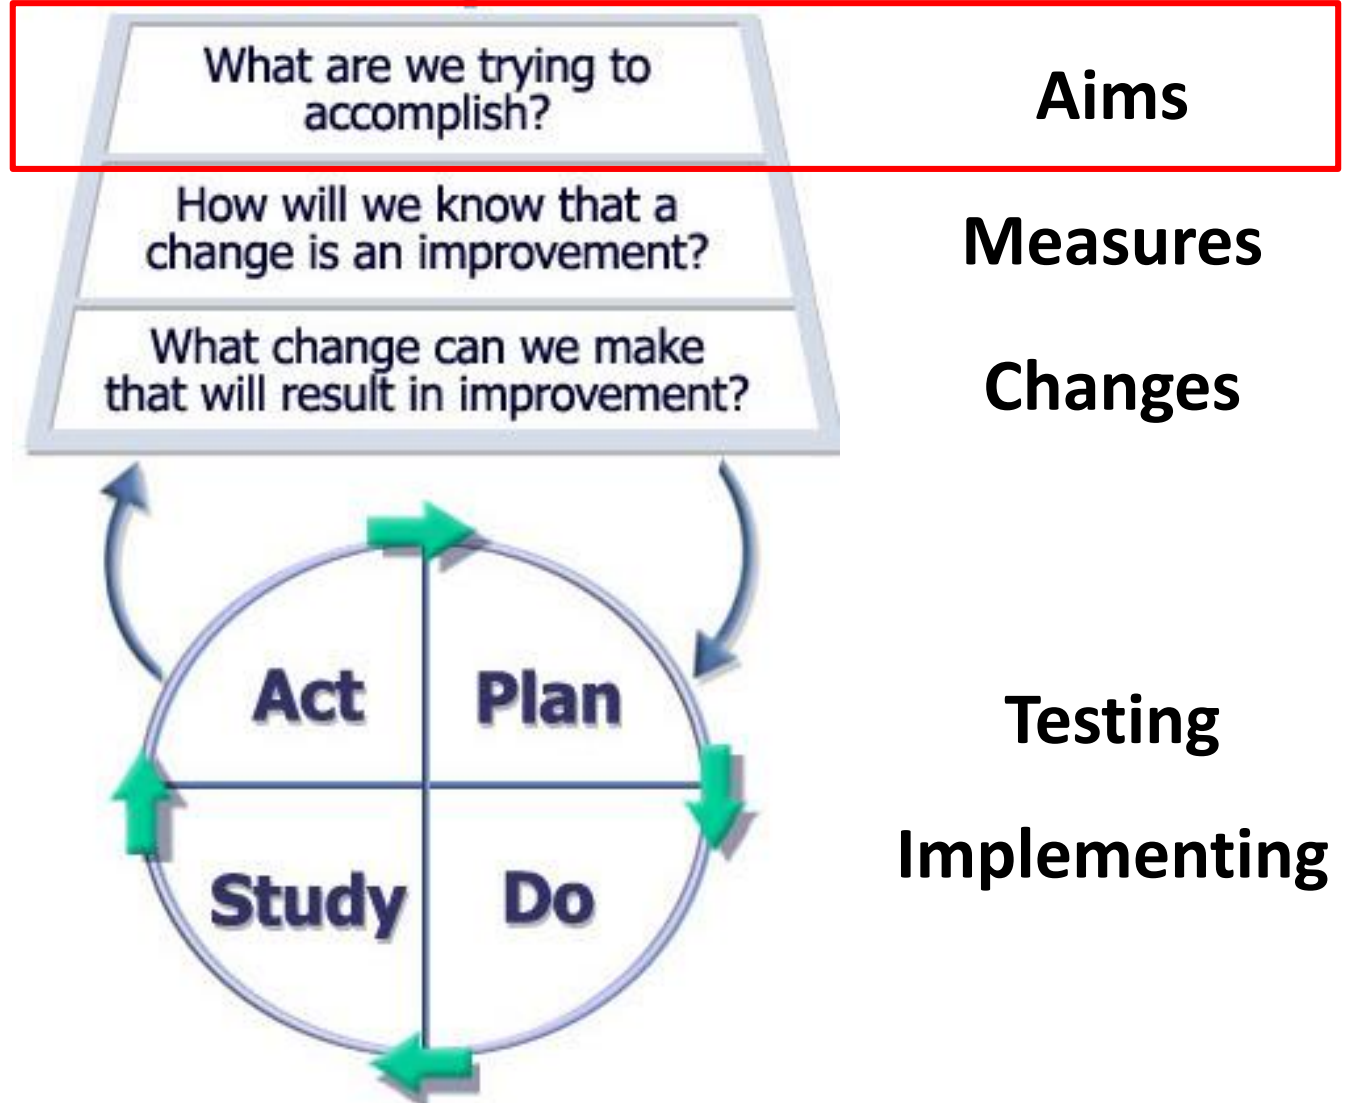 What are we trying to
accomplish?
Aims
How will we know that a
change is an improvement?
Measures
What change can we make
that will result in improvement?
Changes
Act
Plan
Testing
Study
Do
Implementing